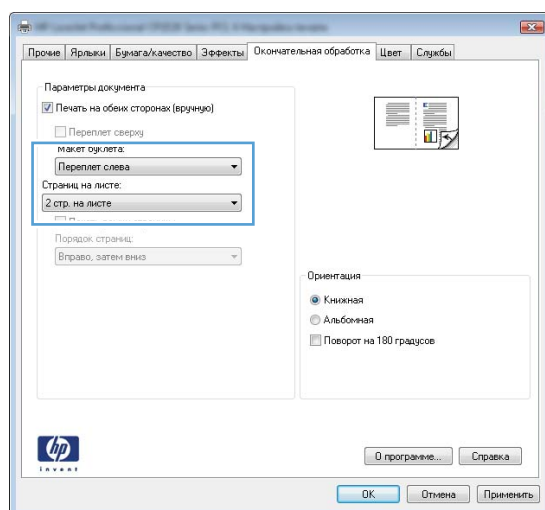 Прочие Ярлыки Бумага/качество Эффекты Окончательная обработка Цвет Службы
Параметры документа
Печать на обеих сторонах (вручную)
Переплет сверху
Макет буклета:
Переплет слева
Страниц на листе:
2 стр. на листе
Порядок страниц:
Вправо, затем вниз
Ориентация
Книжная
Альбомная
Поворот на 180 градусов
hp
invent
О программе... Справка
OK Отмена Применить